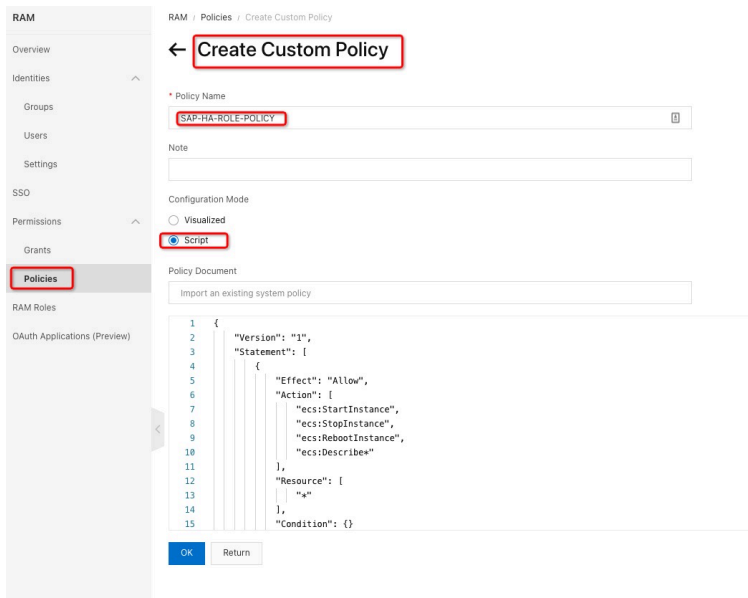 RAM
Overview
Identities
Groups
Users
Settings
SSO
Permissions
Grants
Policies
RAM Roles
OAuth Applications (Preview)
RAM / Policies / Create Custom Policy
← Create Custom Policy
* Policy Name
SAP-HA-ROLE-POLICY
Note
Configuration Mode
Visualized
Script
Policy Document
Import an existing system policy
1 {
2 "Version": "1",
3 "Statement": [
4 {
5 "Effect": "Allow",
6 "Action": [
7 "ecs:StartInstance",
8 "ecs:StopInstance",
9 "ecs:RebootInstance",
10 "ecs:Describe*"
11 ],
12 "Resource": [
13 "*"
14 ],
15 "Condition": {}
OK
Return